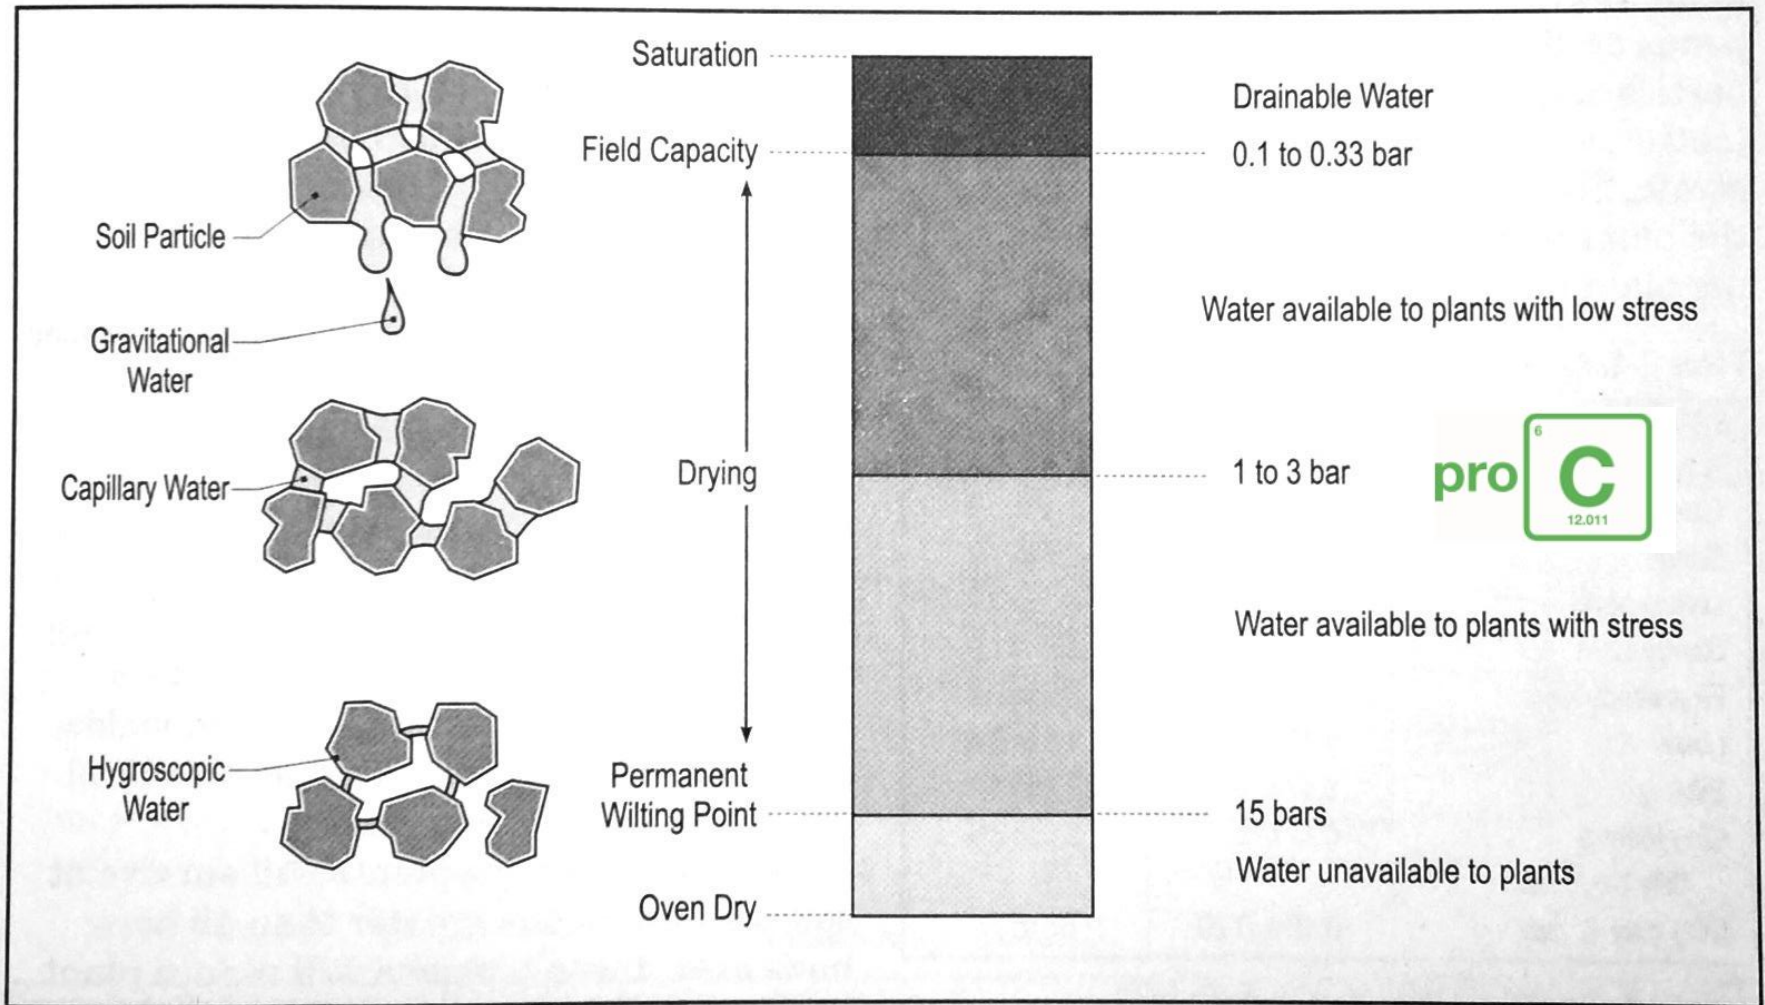 Saturation
Drainable Water
Field Capacity
0.1 to 0.33 bar
Soil Particle
Gravitational
Water
Water available to plants with low stress
Capillary Water
Drying
1 to 3 bar
pro
6
C
12.011
Water available to plants with stress
Hygroscopic
Water
Permanent
Wilting Point
15 bars
Water unavailable to plants
Oven Dry